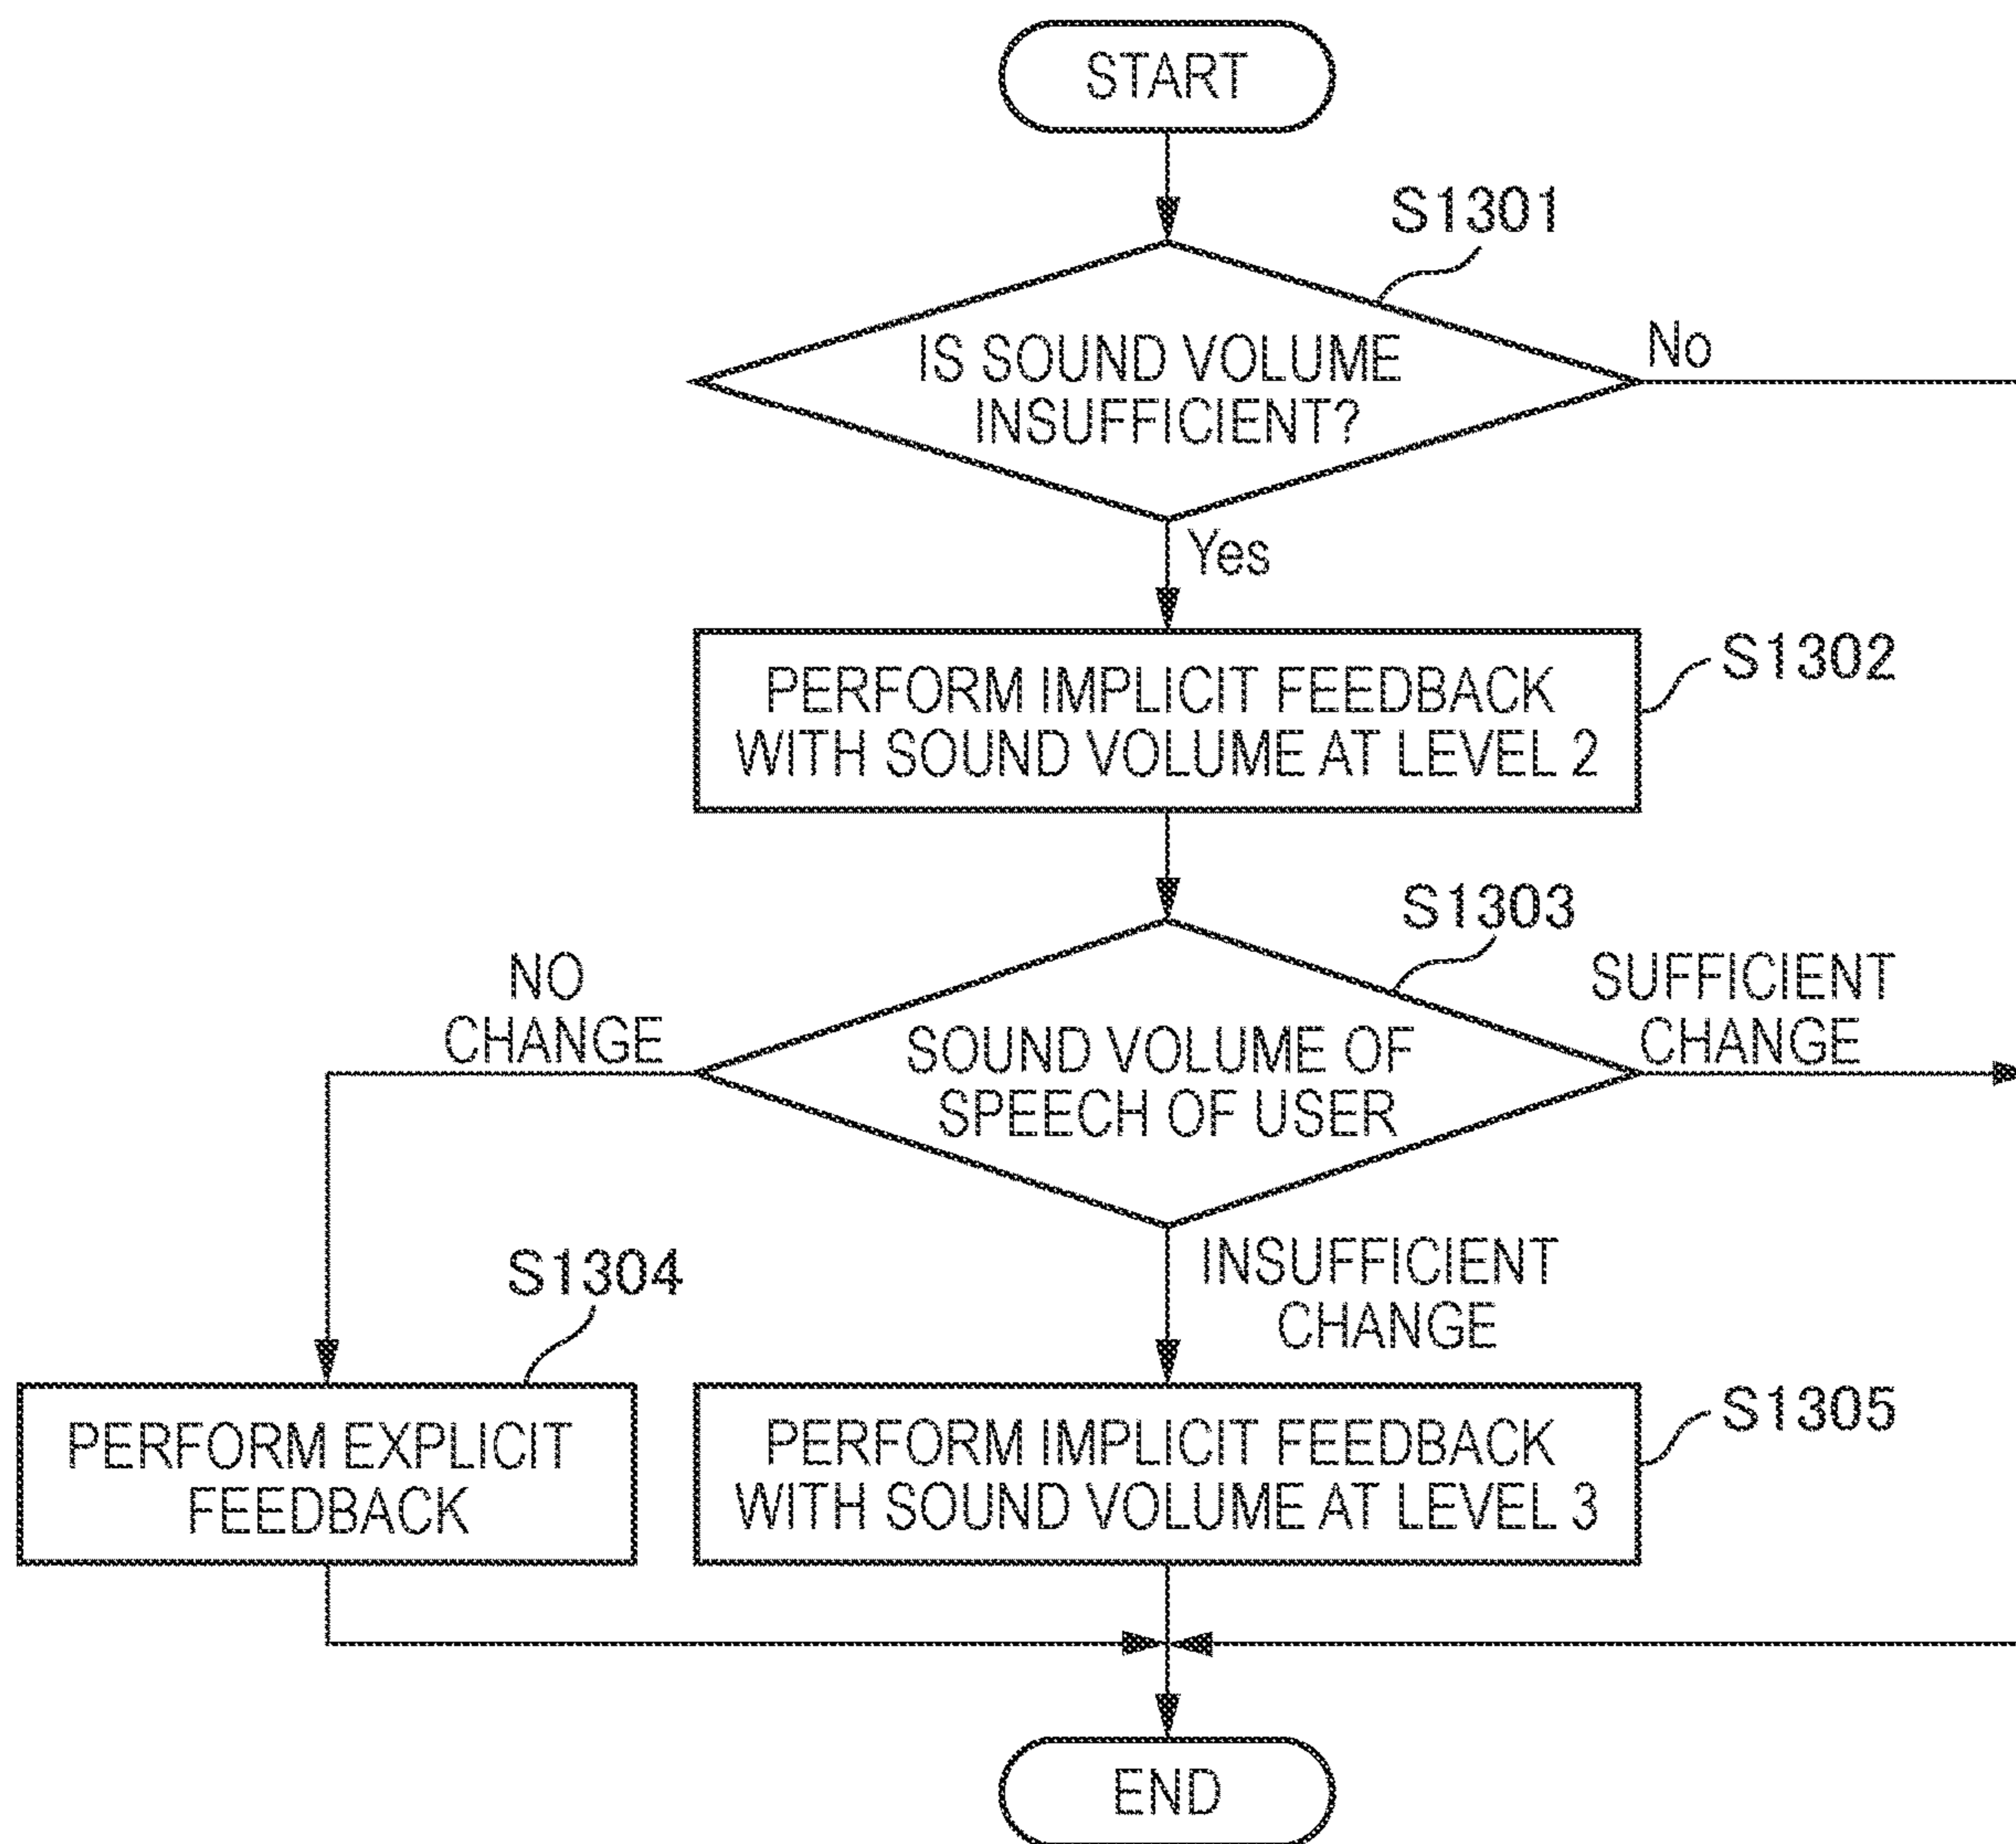 START
S1301
IS SOUND VOLUME
INSUFFICIENT?
No
Yes
PERFORM IMPLICIT FEEDBACK
WITH SOUND VOLUME AT LEVEL 2
S1302
S1303
NO
CHANGE
SOUND VOLUME OF
SPEECH OF USER
SUFFICIENT
CHANGE
INSUFFICIENT
CHANGE
S1304
PERFORM EXPLICIT
FEEDBACK
PERFORM IMPLICIT FEEDBACK
WITH SOUND VOLUME AT LEVEL 3
S1305
END